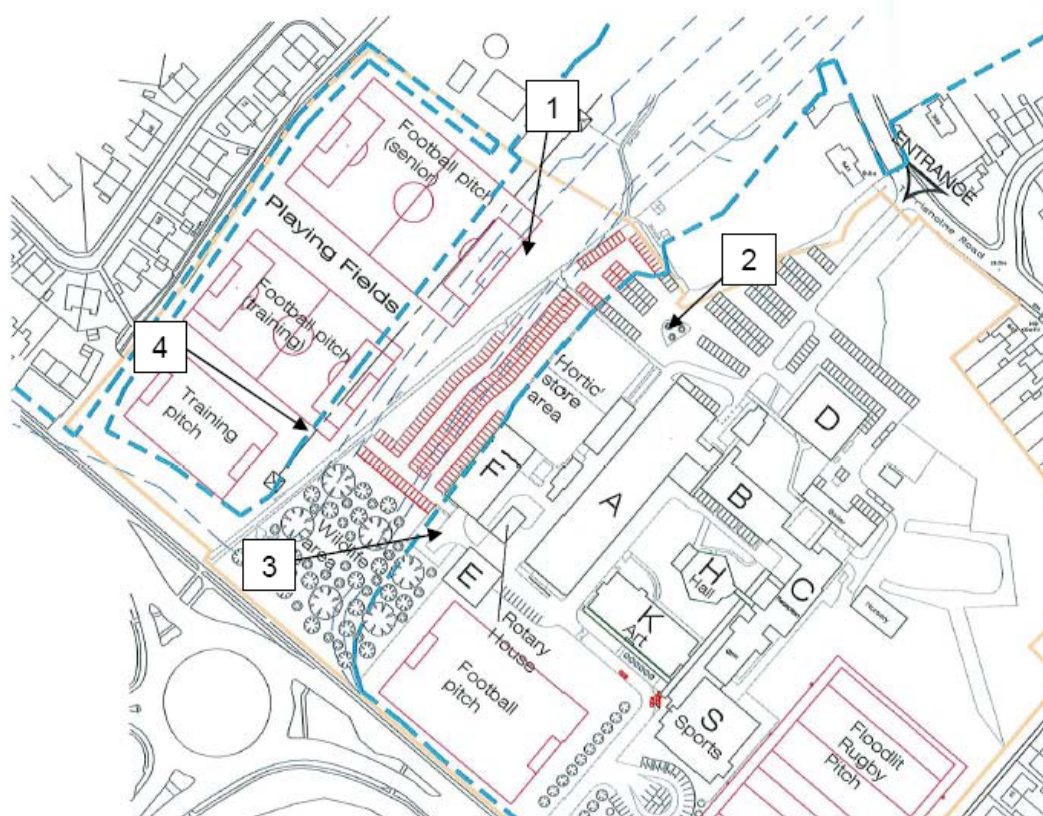 1
ENTRANCE
Football pitch
(senior)
2
Playing Fields
Football pitch
(training)
4
Hortic'
store
area
D
Training
pitch
F
A
B
3
Wildlife
area
E
H
Hall
C
K
Art
Rotary
House
Nursery
Football
pitch
S
Sports
Floodlit
Rugby
Pitch